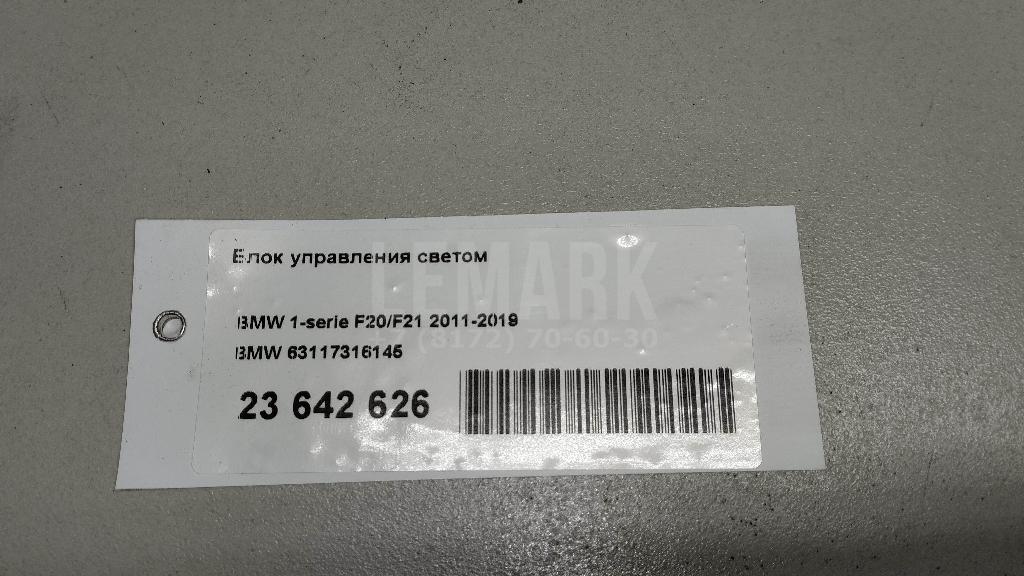 Блок управления светом
LEMARK
BMW 1-serie F20/F21 2011-2019
(8172) 70-60-30
BMW 63117316145
23 642 626